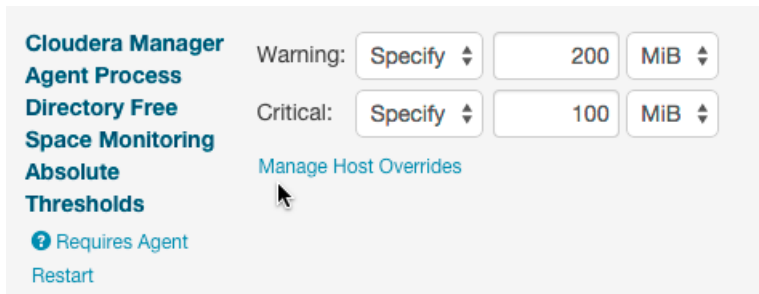 Cloudera Manager
Agent Process
Directory Free
Space Monitoring
Absolute
Thresholds
? Requires Agent
Restart
Warning: Specify 200 MiB
Critical: Specify 100 MiB
Manage Host Overrides